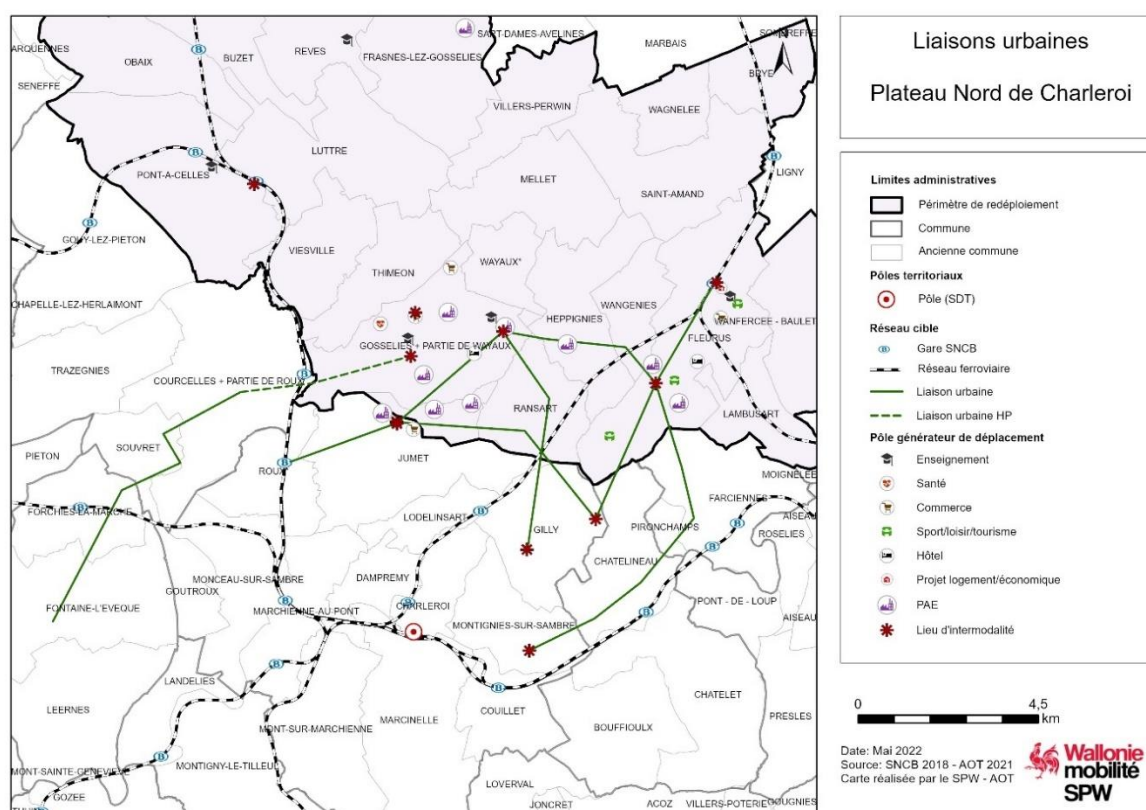 Liaisons urbaines
Plateau Nord de Charleroi
Limites administratives
Périmètre de redéploiement
Commune
Ancienne commune
Pôles territoriaux
Pôle (SDT)
Réseau cible
Gare SNCB
Réseau ferroviaire
Liaison urbaine
Liaison urbaine HP
Pôle générateur de déplacement
Enseignement
Santé
Commerce
Sport/loisir/tourisme
Hôtel
Projet logement/économique
PAE
Lieu d'intermodalité
0 4,5
km
Date: Mai 2022
Source: SNCB 2018 - AOT 2021
Carte réalisée par le SPW - AOT
Wallonie
mobilité
SPW
ARQUENNES
SENEFFE
OBAIX
BUZET
REVES
FRASNES-LEZ-GOSSELIES
SART-DAMES-AVELINES
MARBAIS
BRYE
VILLERS-PERWIN
WAGNELEE
LUTTRE
PONT-A-CELLES
MELLET
SAINT-AMAND
LIGNY
GOUY-LEZ-PIETON
VIESVILLE
THIMEON
WAYAUX*
CHAPELLE-LEZ-HERLAIMONT
WANGENIES
HEPPIGNIES
WANFERCEE - BAULET
FLEURUS
GOSSELIES + PARTIE DE WAYAUX
TRAZEGNIES
COURCELLES + PARTIE DE ROUX
RANSART
LAMBUSART
SOUVRET
PIETON
JUMET
ROUX
MOIGNELEE
FORCHIES-LA-MARCHE
LODELINSART
GILLY
PIRONCHAMPS
FARCIENNES
AISEAU
ROSELIES
CHATELINEAU
DAMPREMY
MONCEAU-SUR-SAMBRE
GOUTROUX
FONTAINE-L'EVEQUE
MARCHIENNE-AU-PONT
CHARLEROI
MONTIGNIES-SUR-SAMBRE
PONT - DE - LOUP
AISEAU
LANDELIES
LEERNES
MONT-SUR-MARCHIENNE
MARCINELLE
COUILLET
CHATELET
BOUFFIOULX
PRESLES
MONT-SAINTE-GENEVIEVE
MONTIGNY-LE-TILLEUL
GOZEE
LOVERVAL
JONCRET
ACOZ
VILLERS-POTERIE
GOUGNIES